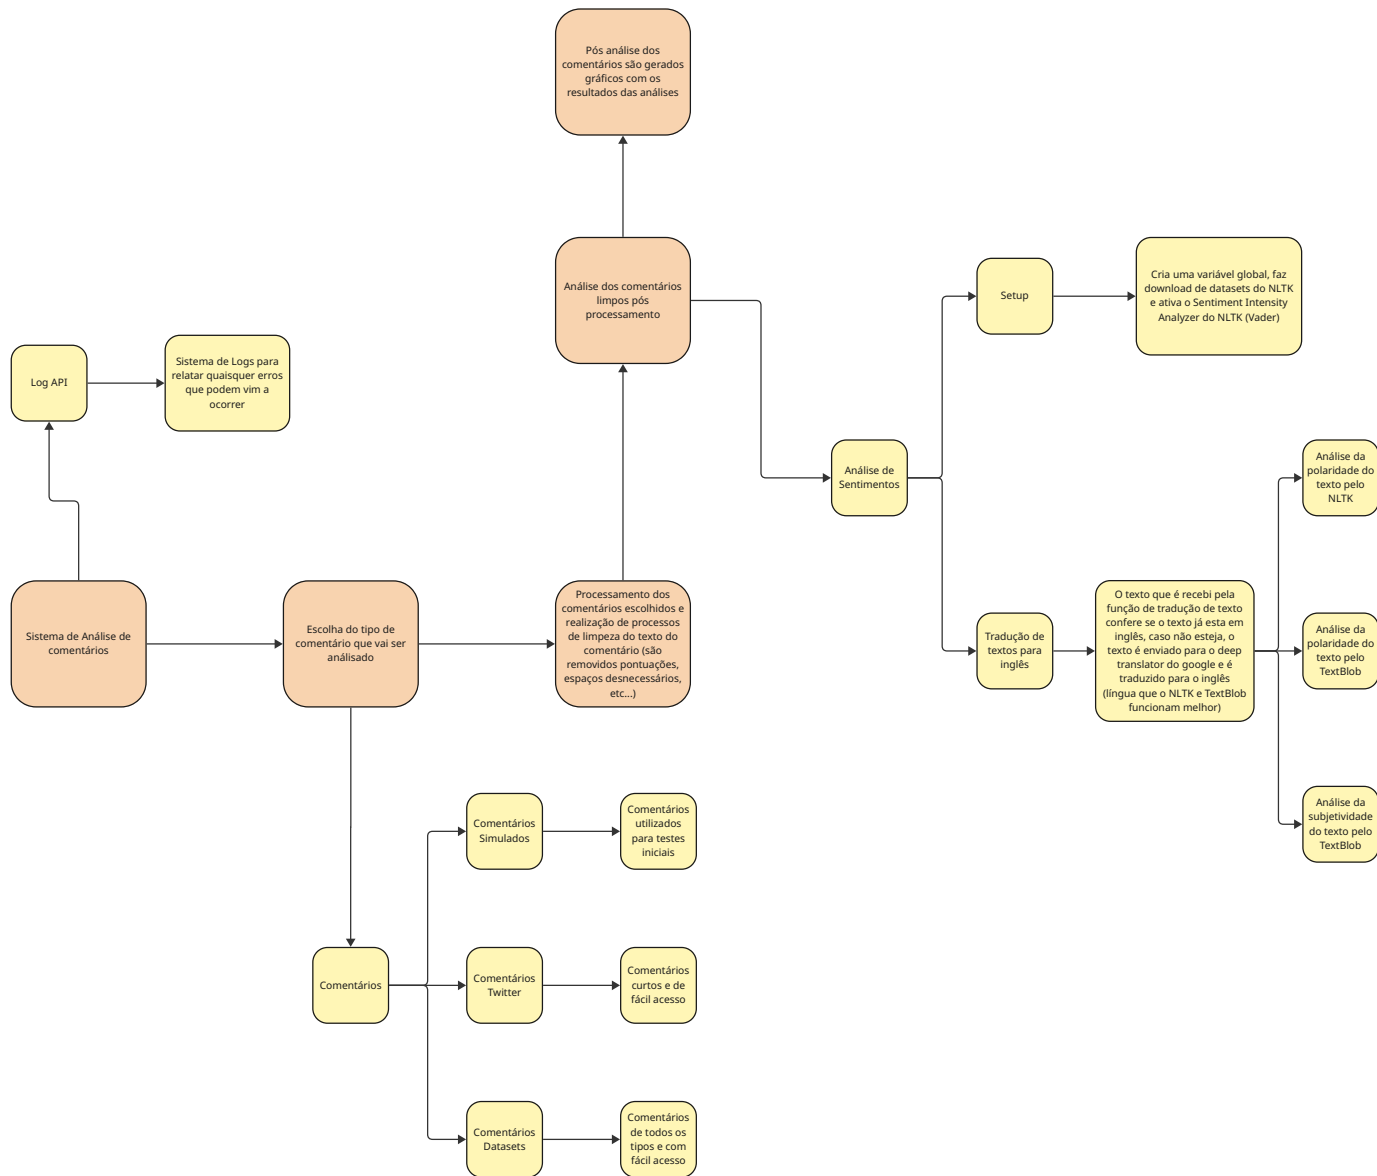 Pós análise dos
comentários são gerados
gráficos com os
resultados das análises
Análise dos comentários
limpos pós
processamento
Setup
Cria uma variável global, faz
download de datasets do NLTK
e ativa o Sentiment Intensity
Analyzer do NLTK (Vader)
Log API
Sistema de Logs para
relatar quaisquer erros
que podem vim a
ocorrer
Análise de
Sentimentos
Análise da
polaridade do
texto pelo
NLTK
Sistema de Análise de
comentários
Escolha do tipo de
comentário que vai ser
análisado
Processamento dos
comentários escolhidos e
realização de processos
de limpeza do texto do
comentário (são
removidos pontuações,
espaços desnecessários,
etc...)
Tradução de
textos para
inglês
O texto que é recebi pela
função de tradução de texto
confere se o texto já esta em
inglês, caso não esteja, o
texto é enviado para o deep
translator do google e é
traduzido para o inglês
(língua que o NLTK e TextBlob
funcionam melhor)
Análise da
polaridade do
texto pelo
TextBlob
Análise da
subjetividade
do texto pelo
TextBlob
Comentários
Simulados
Comentários
utilizados
para testes
iniciais
Comentários
Comentários
Twitter
Comentários
curtos e de
fácil acesso
Comentários
Datasets
Comentários
de todos os
tipos e com
fácil acesso